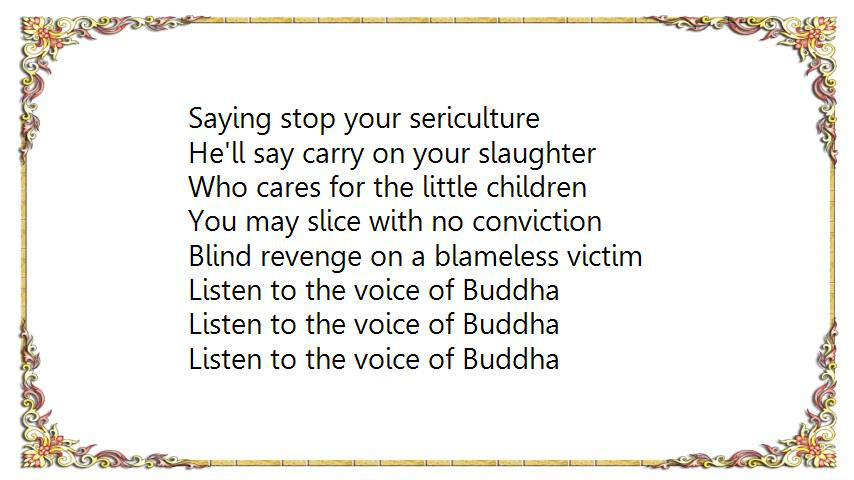 Saying stop your sericulture
He'll say carry on your slaughter
Who cares for the little children
You may slice with no conviction
Blind revenge on a blameless victim
Listen to the voice of Buddha
Listen to the voice of Buddha
Listen to the voice of Buddha